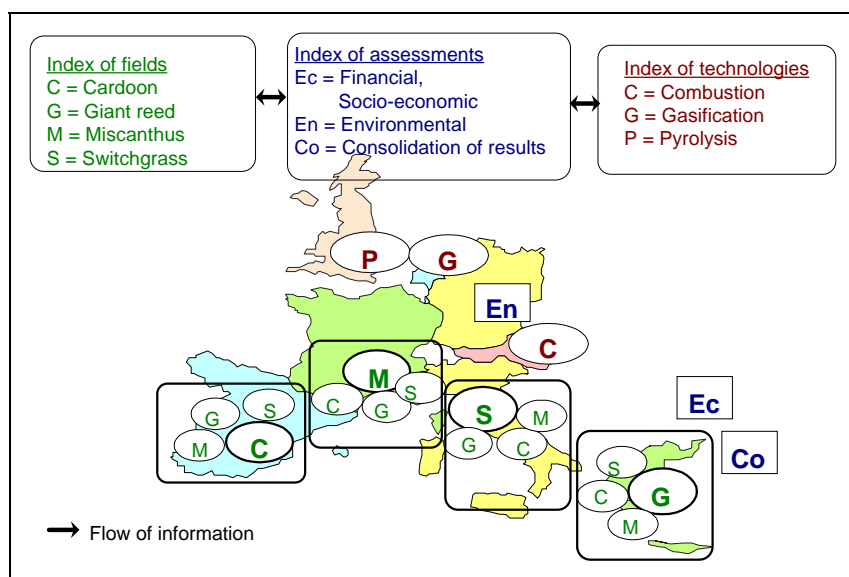 Index of fields
C = Cardoon
G = Giant reed
M = Miscanthus
S = Switchgrass
Index of assessments
Ec = Financial,
Socio-economic
En = Environmental
Co = Consolidation of results
Index of technologies
C = Combustion
G = Gasification
P = Pyrolysis
P
G
En
C
M
C
G
S
G
S
M
C
S
M
G
C
Ec
Co
S
C
G
M
Flow of information